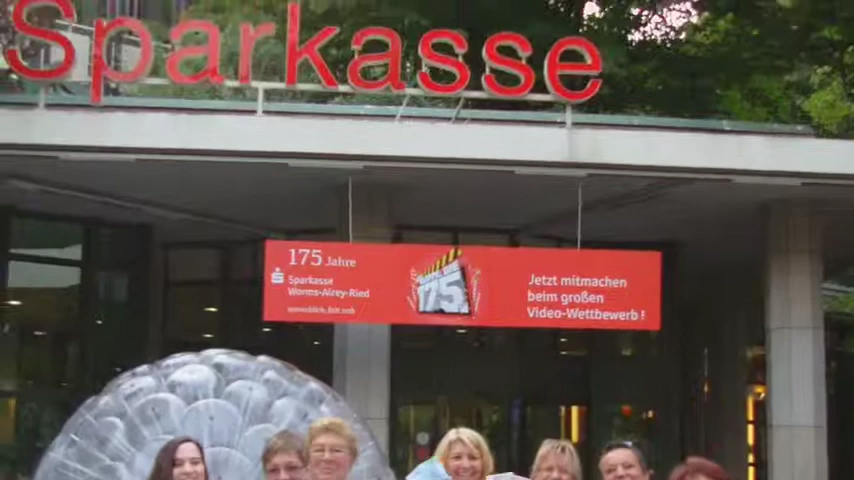 Sparkasse
175 Jahre
Sparkasse
Worms-Alzey-Ried
175
Jetzt mitmachen
beim großen
Video-Wettbewerb!